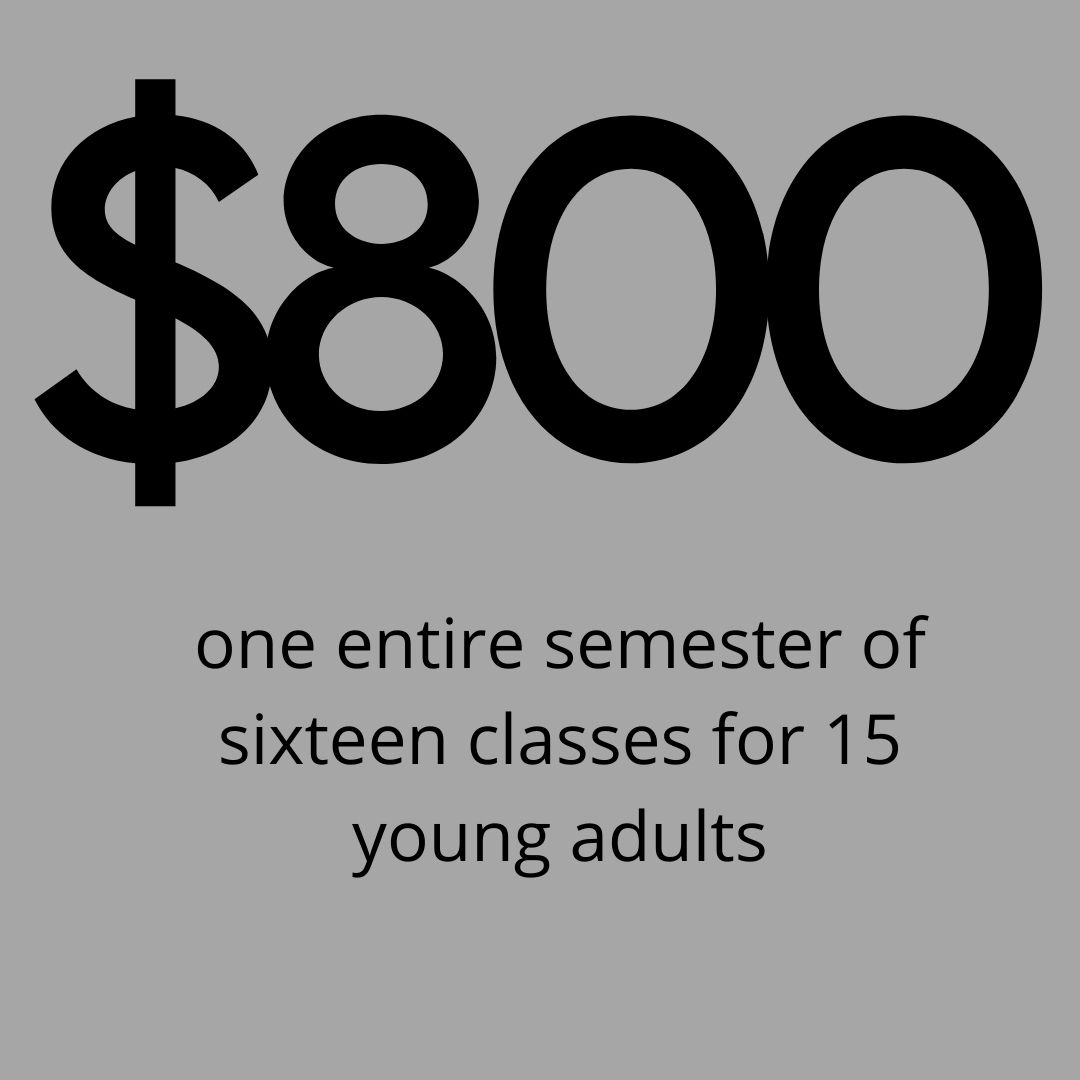 $800
one entire semester of
sixteen classes for 15
young adults